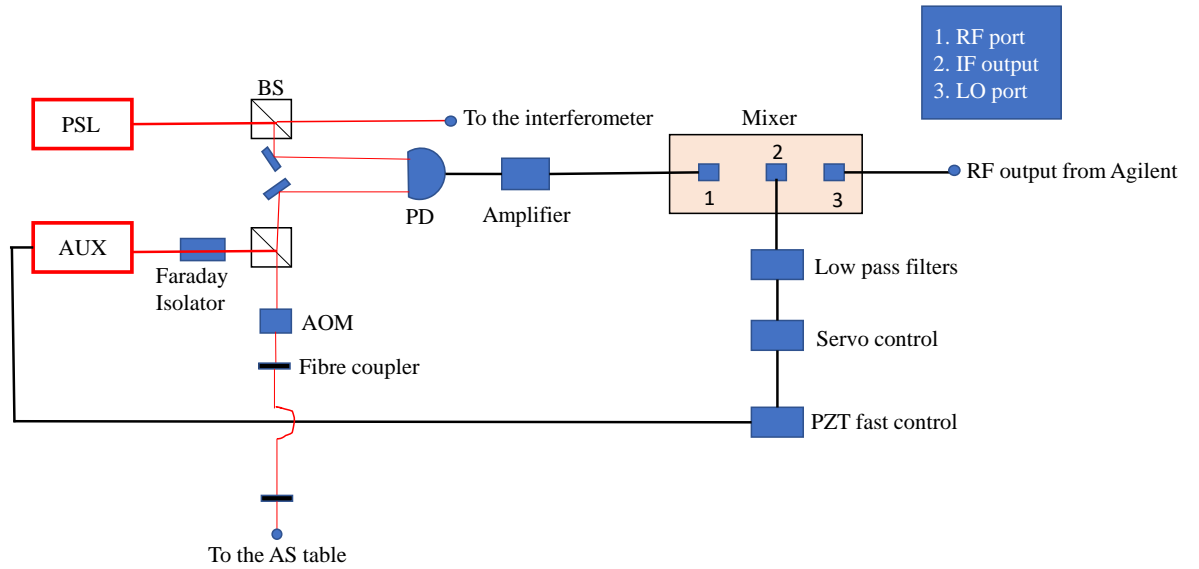 1. RF port
2. IF output
3. LO port
BS
PSL
To the interferometer
Mixer
2
1
3
RF output from Agilent
PD
Amplifier
AUX
Faraday
Isolator
Low pass filters
AOM
Servo control
Fibre coupler
PZT fast control
To the AS table